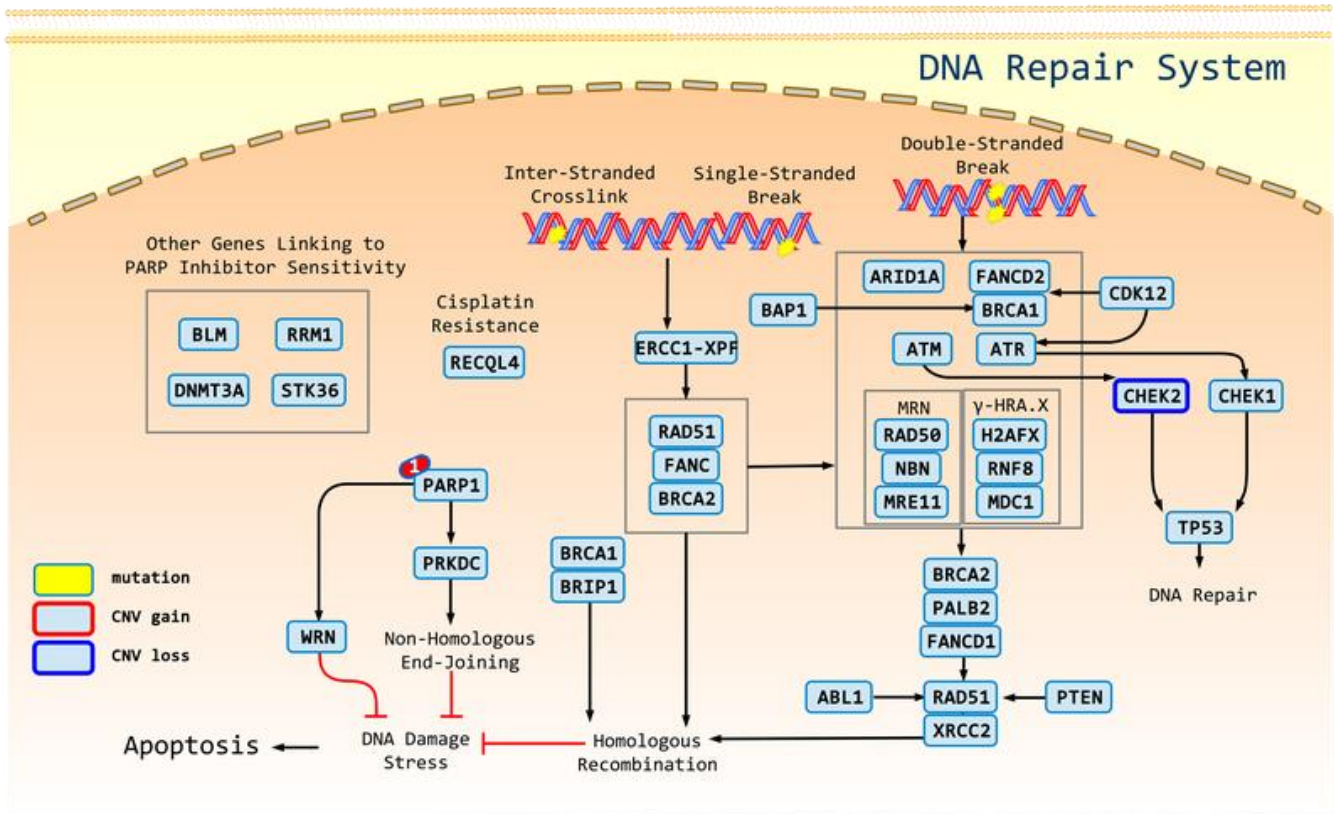 DNA Repair System
Double-Stranded
Break
Inter-Stranded
Crosslink
Single-Stranded
Break
Other Genes Linking to
PARP Inhibitor Sensitivity
BLM
RRM1
DNMT3A
STK36
Cisplatin
Resistance
RECQL4
ERCC1-XPF
RAD51
FANC
BRCA2
BAP1
ARID1A
FANCD2
BRCA1
CDK12
ATM
ATR
CHEK2
CHEK1
MRN
RAD50
NBN
MRE11
γ-HRA.X
H2AFX
RNF8
MDC1
TP53
DNA Repair
1
PARP1
PRKDC
WRN
Non-Homologous
End-Joining
BRCA1
BRIP1
BRCA2
PALB2
FANCD1
ABL1
RAD51
PTEN
XRCC2
mutation
CNV gain
CNV loss
Apoptosis
DNA Damage
Stress
Homologous
Recombination